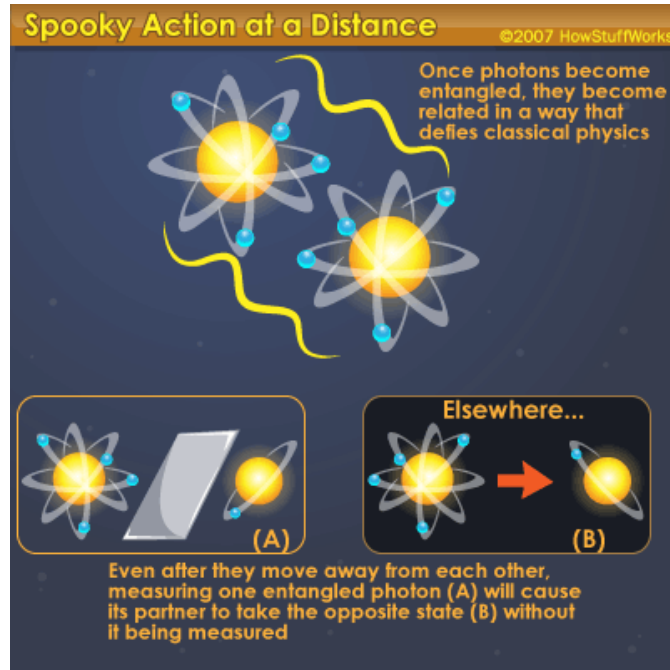 Spooky Action at a Distance
©2007 HowStuffWorks
Once photons become
entangled, they become
related in a way that
defies classical physics
Elsewhere...
(A)
(B)
Even after they move away from each other,
measuring one entangled photon (A) will cause
its partner to take the opposite state (B) without
it being measured